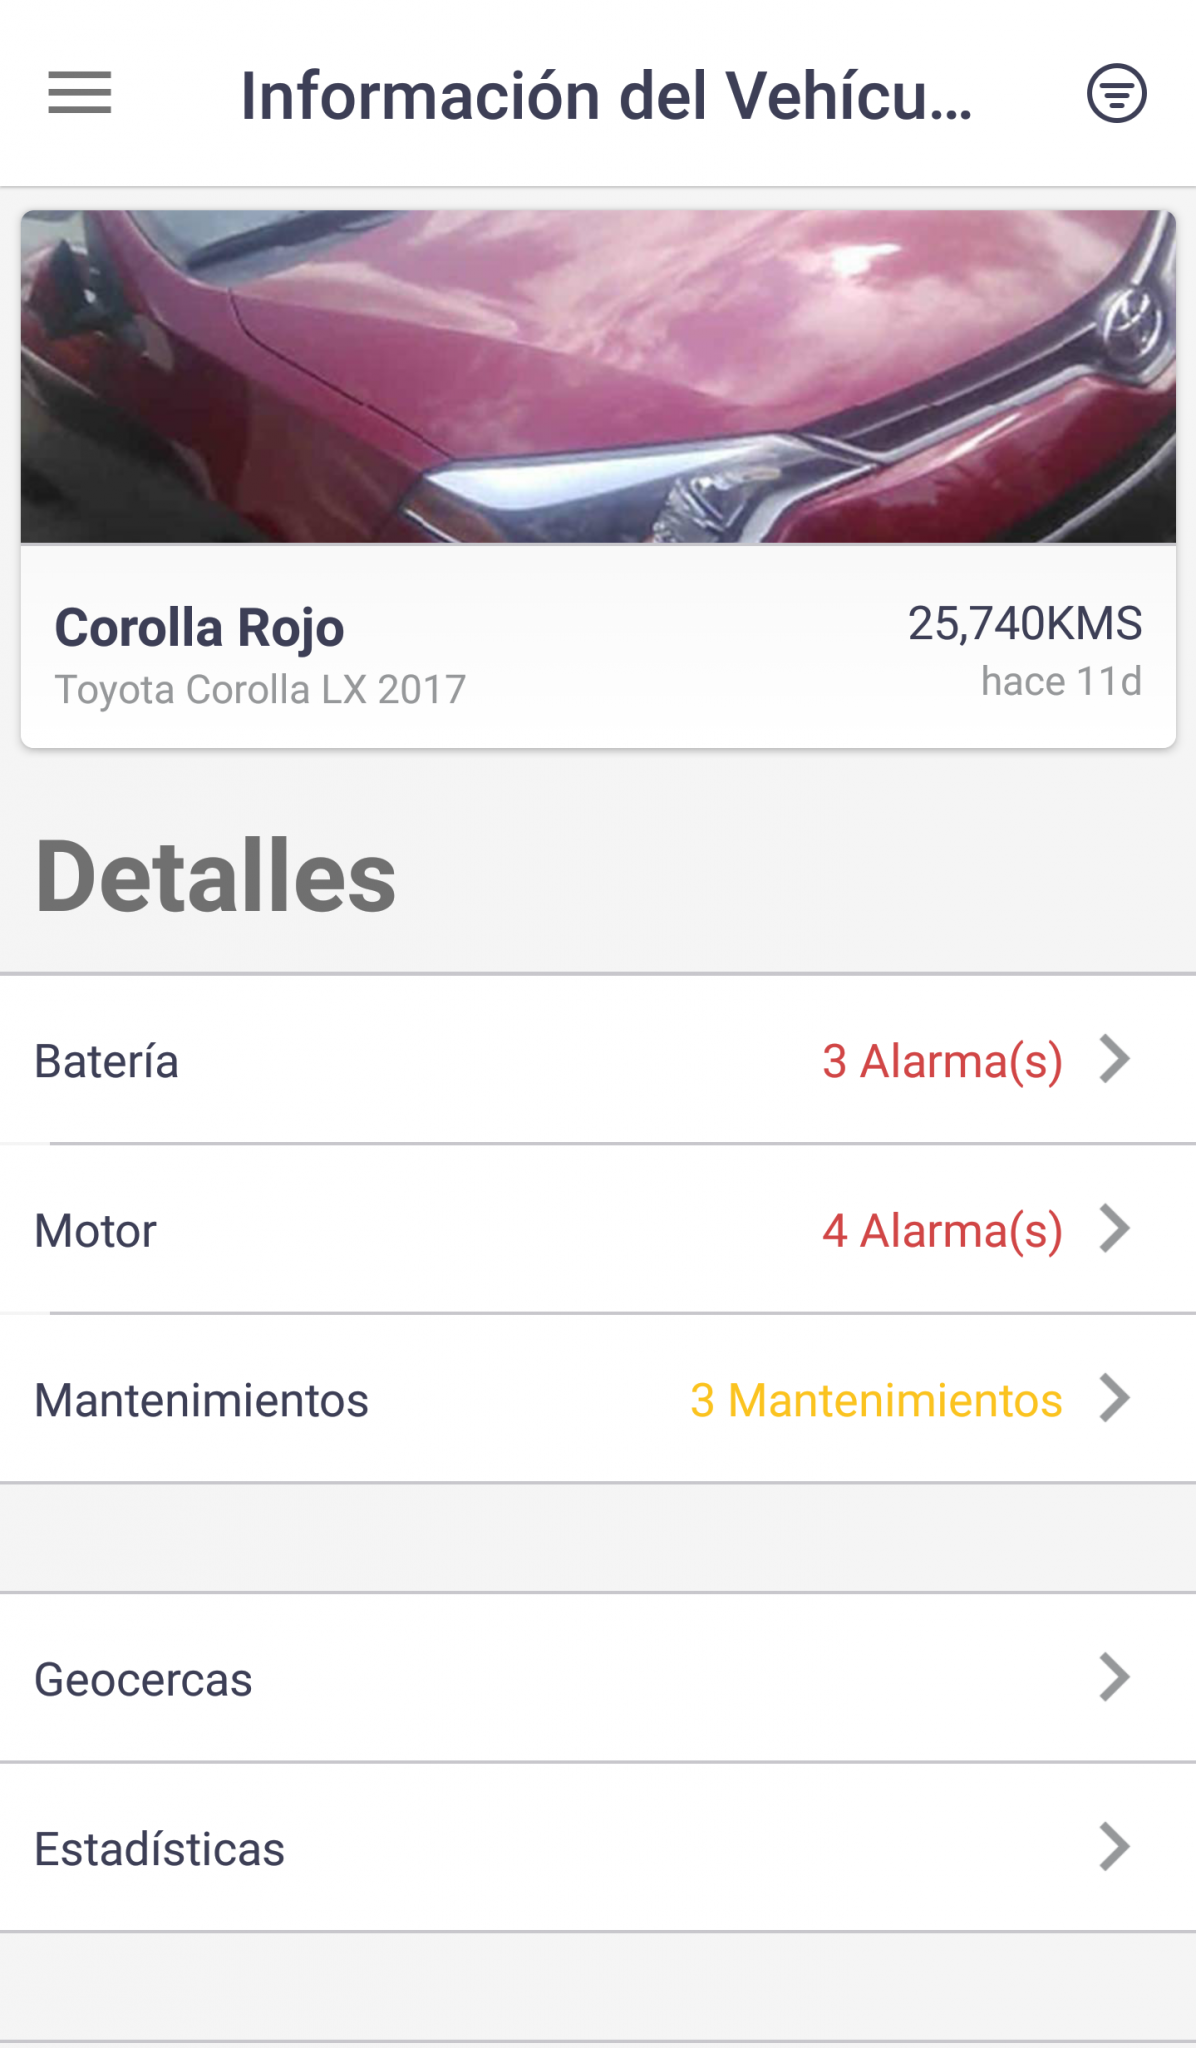 Información del Vehícu...
Corolla Rojo
25,740KMS
Toyota Corolla LX 2017
hace 11d
Detalles
Batería
3 Alarma(s)
Motor
4 Alarma(s)
Mantenimientos
3 Mantenimientos
Geocercas
Estadísticas